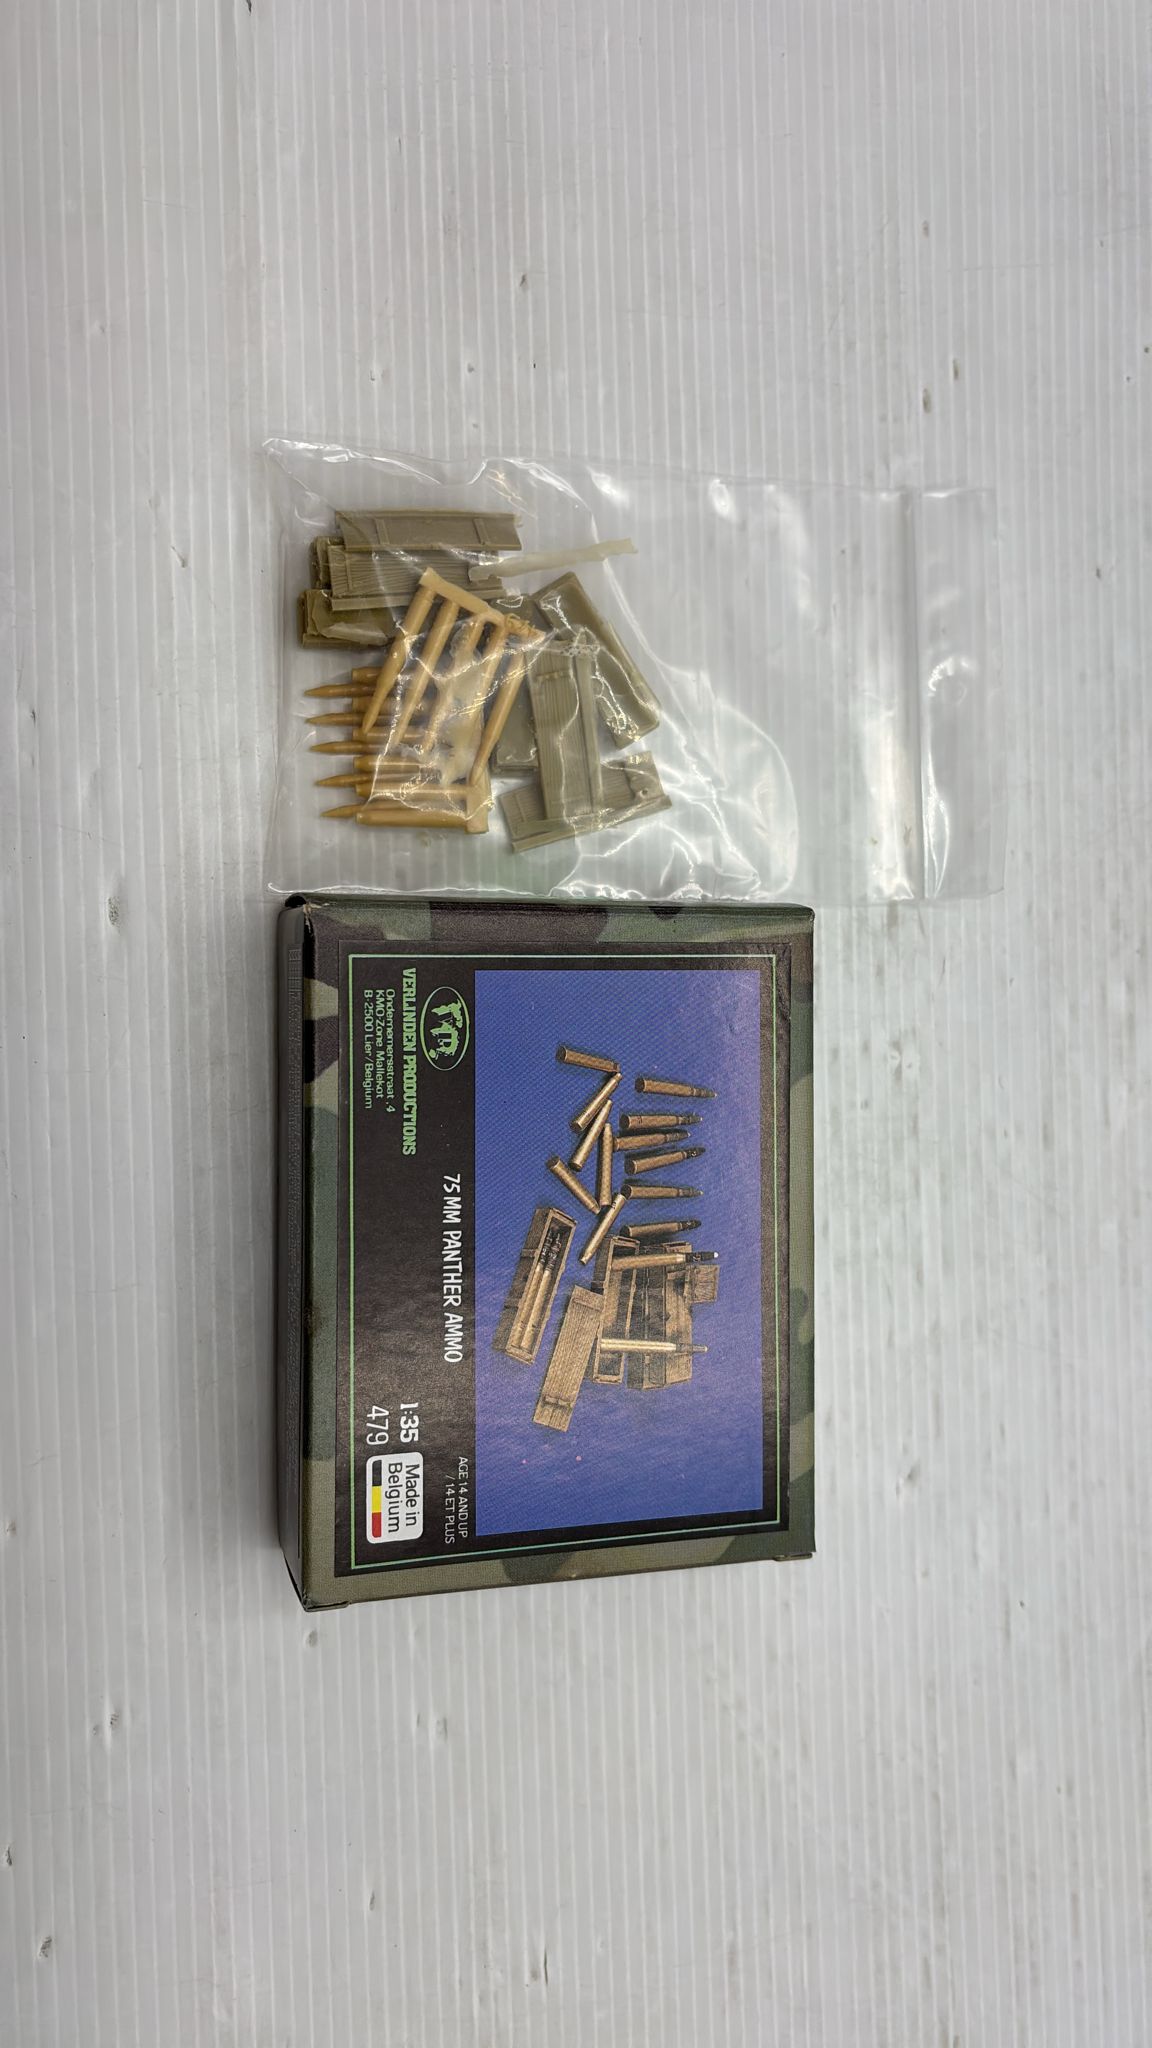 VERLINDEN PRODUCTIONS
Ondernemersstraat .4
KMO-Zone Mallekot
B-2500 Lier/Belgium
75 MM PANTHER AMMO
AGE 14 AND UP
/ 14 ET PLUS
1:35
479
Made in
Belgium